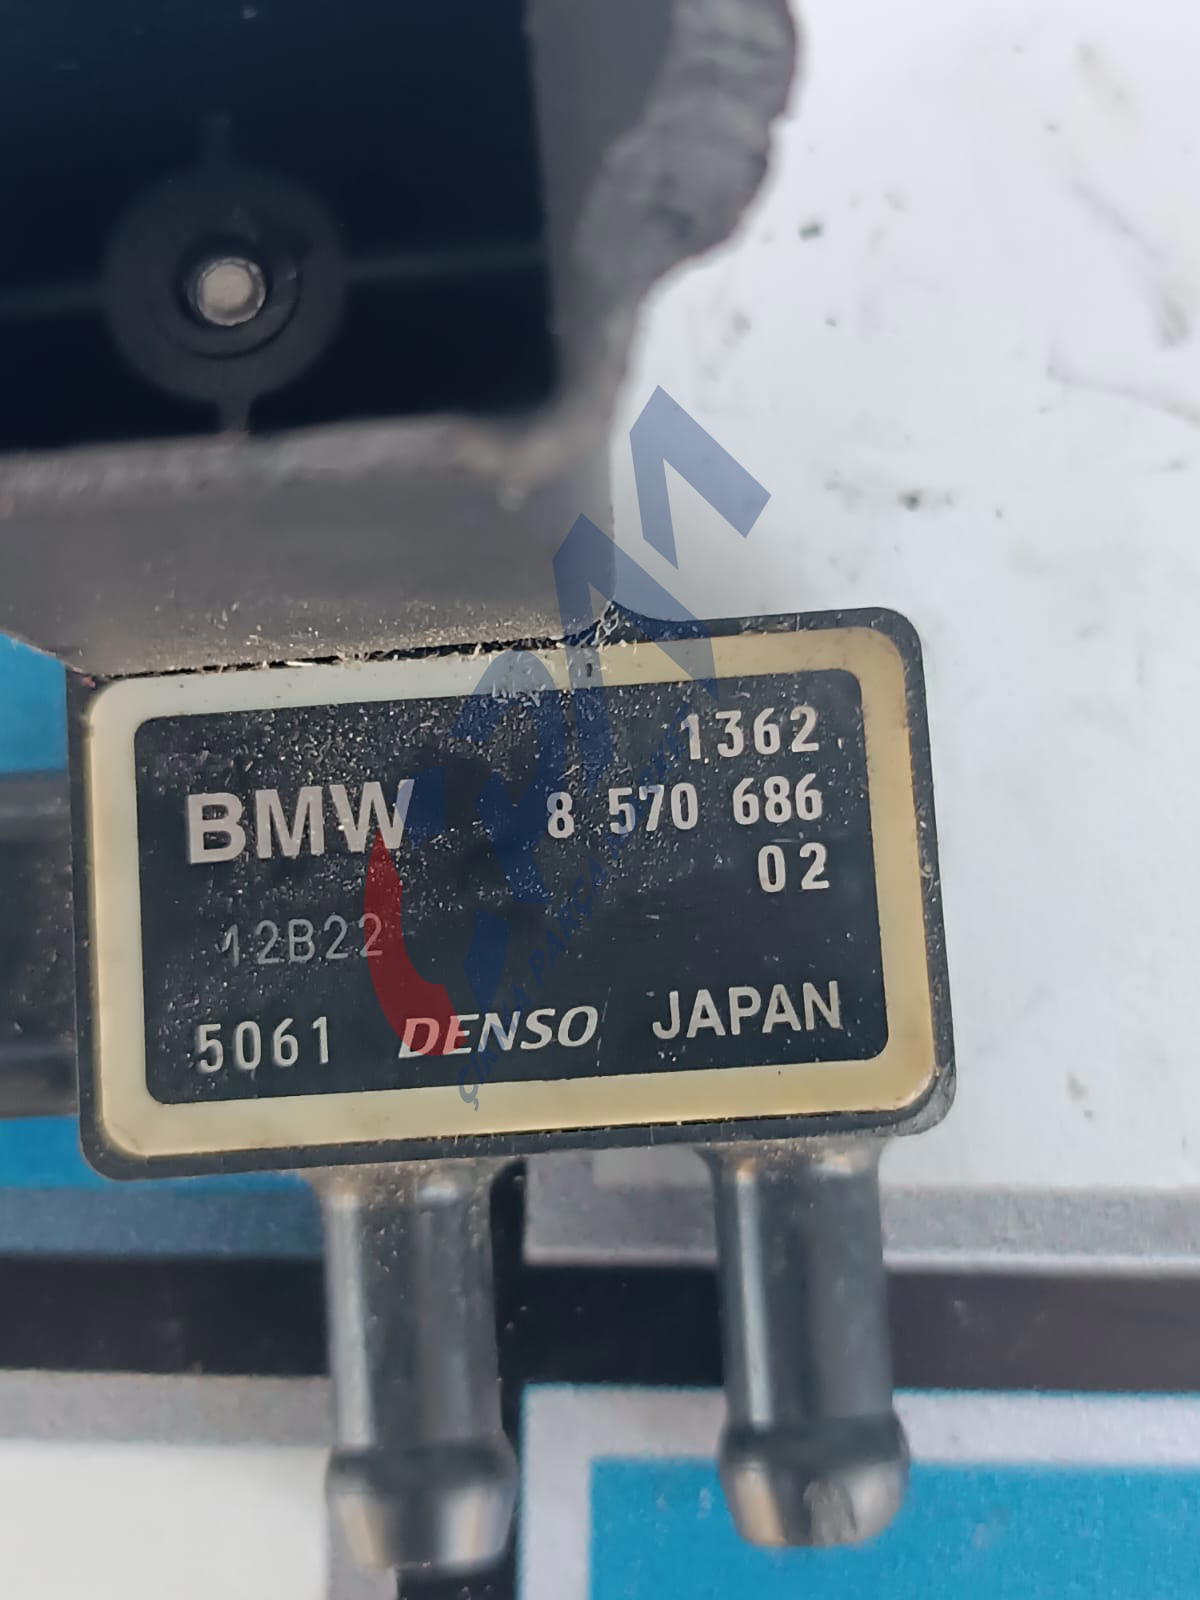 1362
BMW 8 570 686
02
12B22
5061 DENSO JAPAN